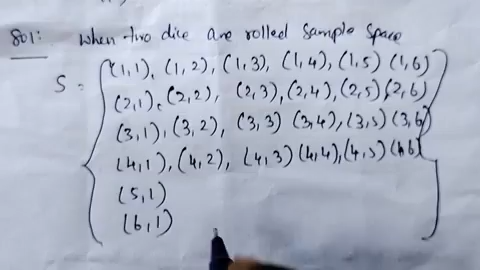 Sol: when two dice are rolled sample space
S = {(1,1), (1,2), (1,3), (1,4), (1,5) (1,6)
(2,1), (2,2), (2,3), (2,4), (2,5) (2,6)
(3,1), (3,2), (3,3) (3,4), (3,5) (3,6)
(4,1), (4,2), (4,3) (4,4), (4,5) (4,6)
(5,1)
(6,1)}